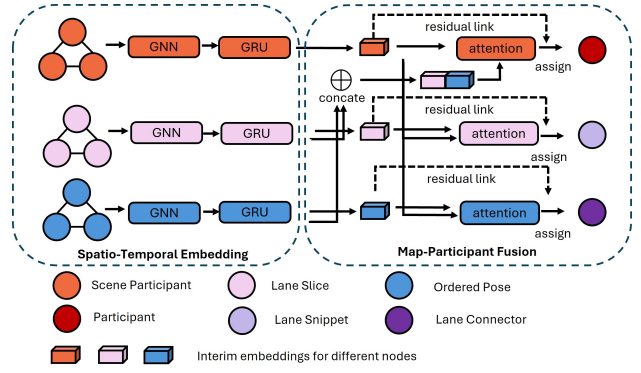 residual link
GNN
GRU
attention
assign
concate
residual link
GNN
GRU
attention
assign
residual link
GNN
GRU
attention
assign
Spatio-Temporal Embedding
Map-Participant Fusion
Scene Participant
Lane Slice
Ordered Pose
Participant
Lane Snippet
Lane Connector
Interim embeddings for different nodes